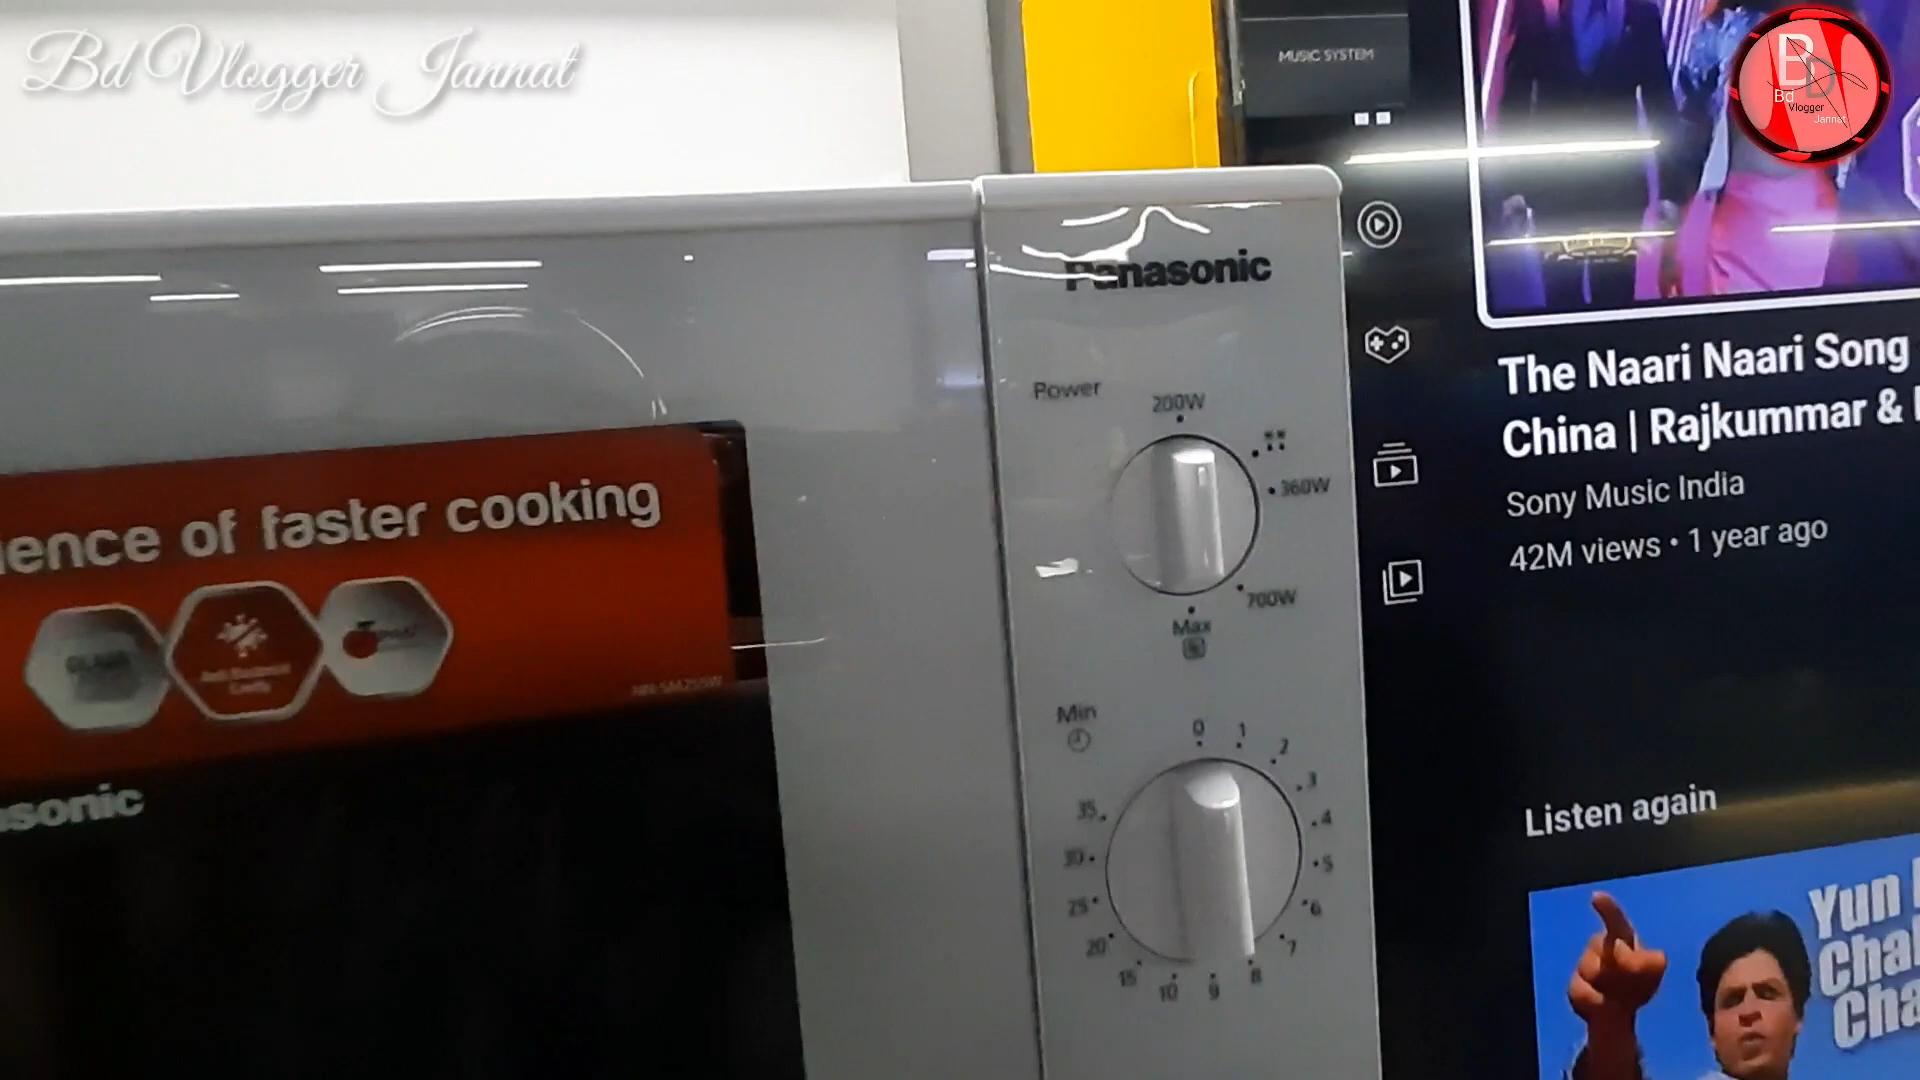 Bd Vlogger Jannat
MUSIC SYSTEM
BD
Bd
Vlogger
Jannat
Panasonic
Power
200W
360W
700W
Max
Min
0
1
2
3
4
5
6
7
8
9
10
15
20
25
30
35
ience of faster cooking
asonic
The Naari Naari Song
China | Rajkummar &
Sony Music India
42M views • 1 year ago
Listen again
Yun
Chal
Cha